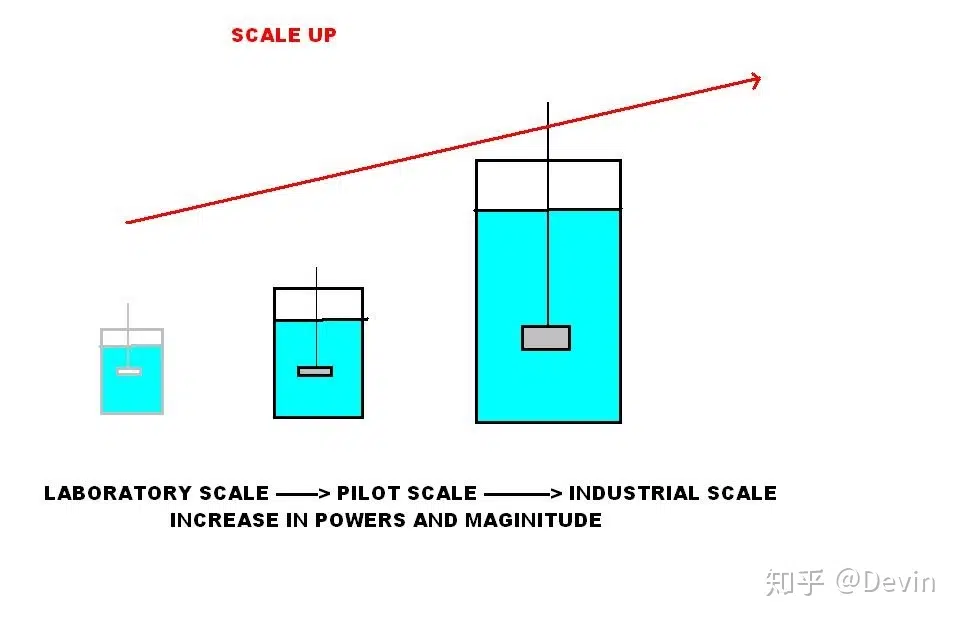 SCALE UP
LABORATORY SCALE ——> PILOT SCALE ———> INDUSTRIAL SCALE
INCREASE IN POWERS AND MAGINITUDE
知乎 @Devin